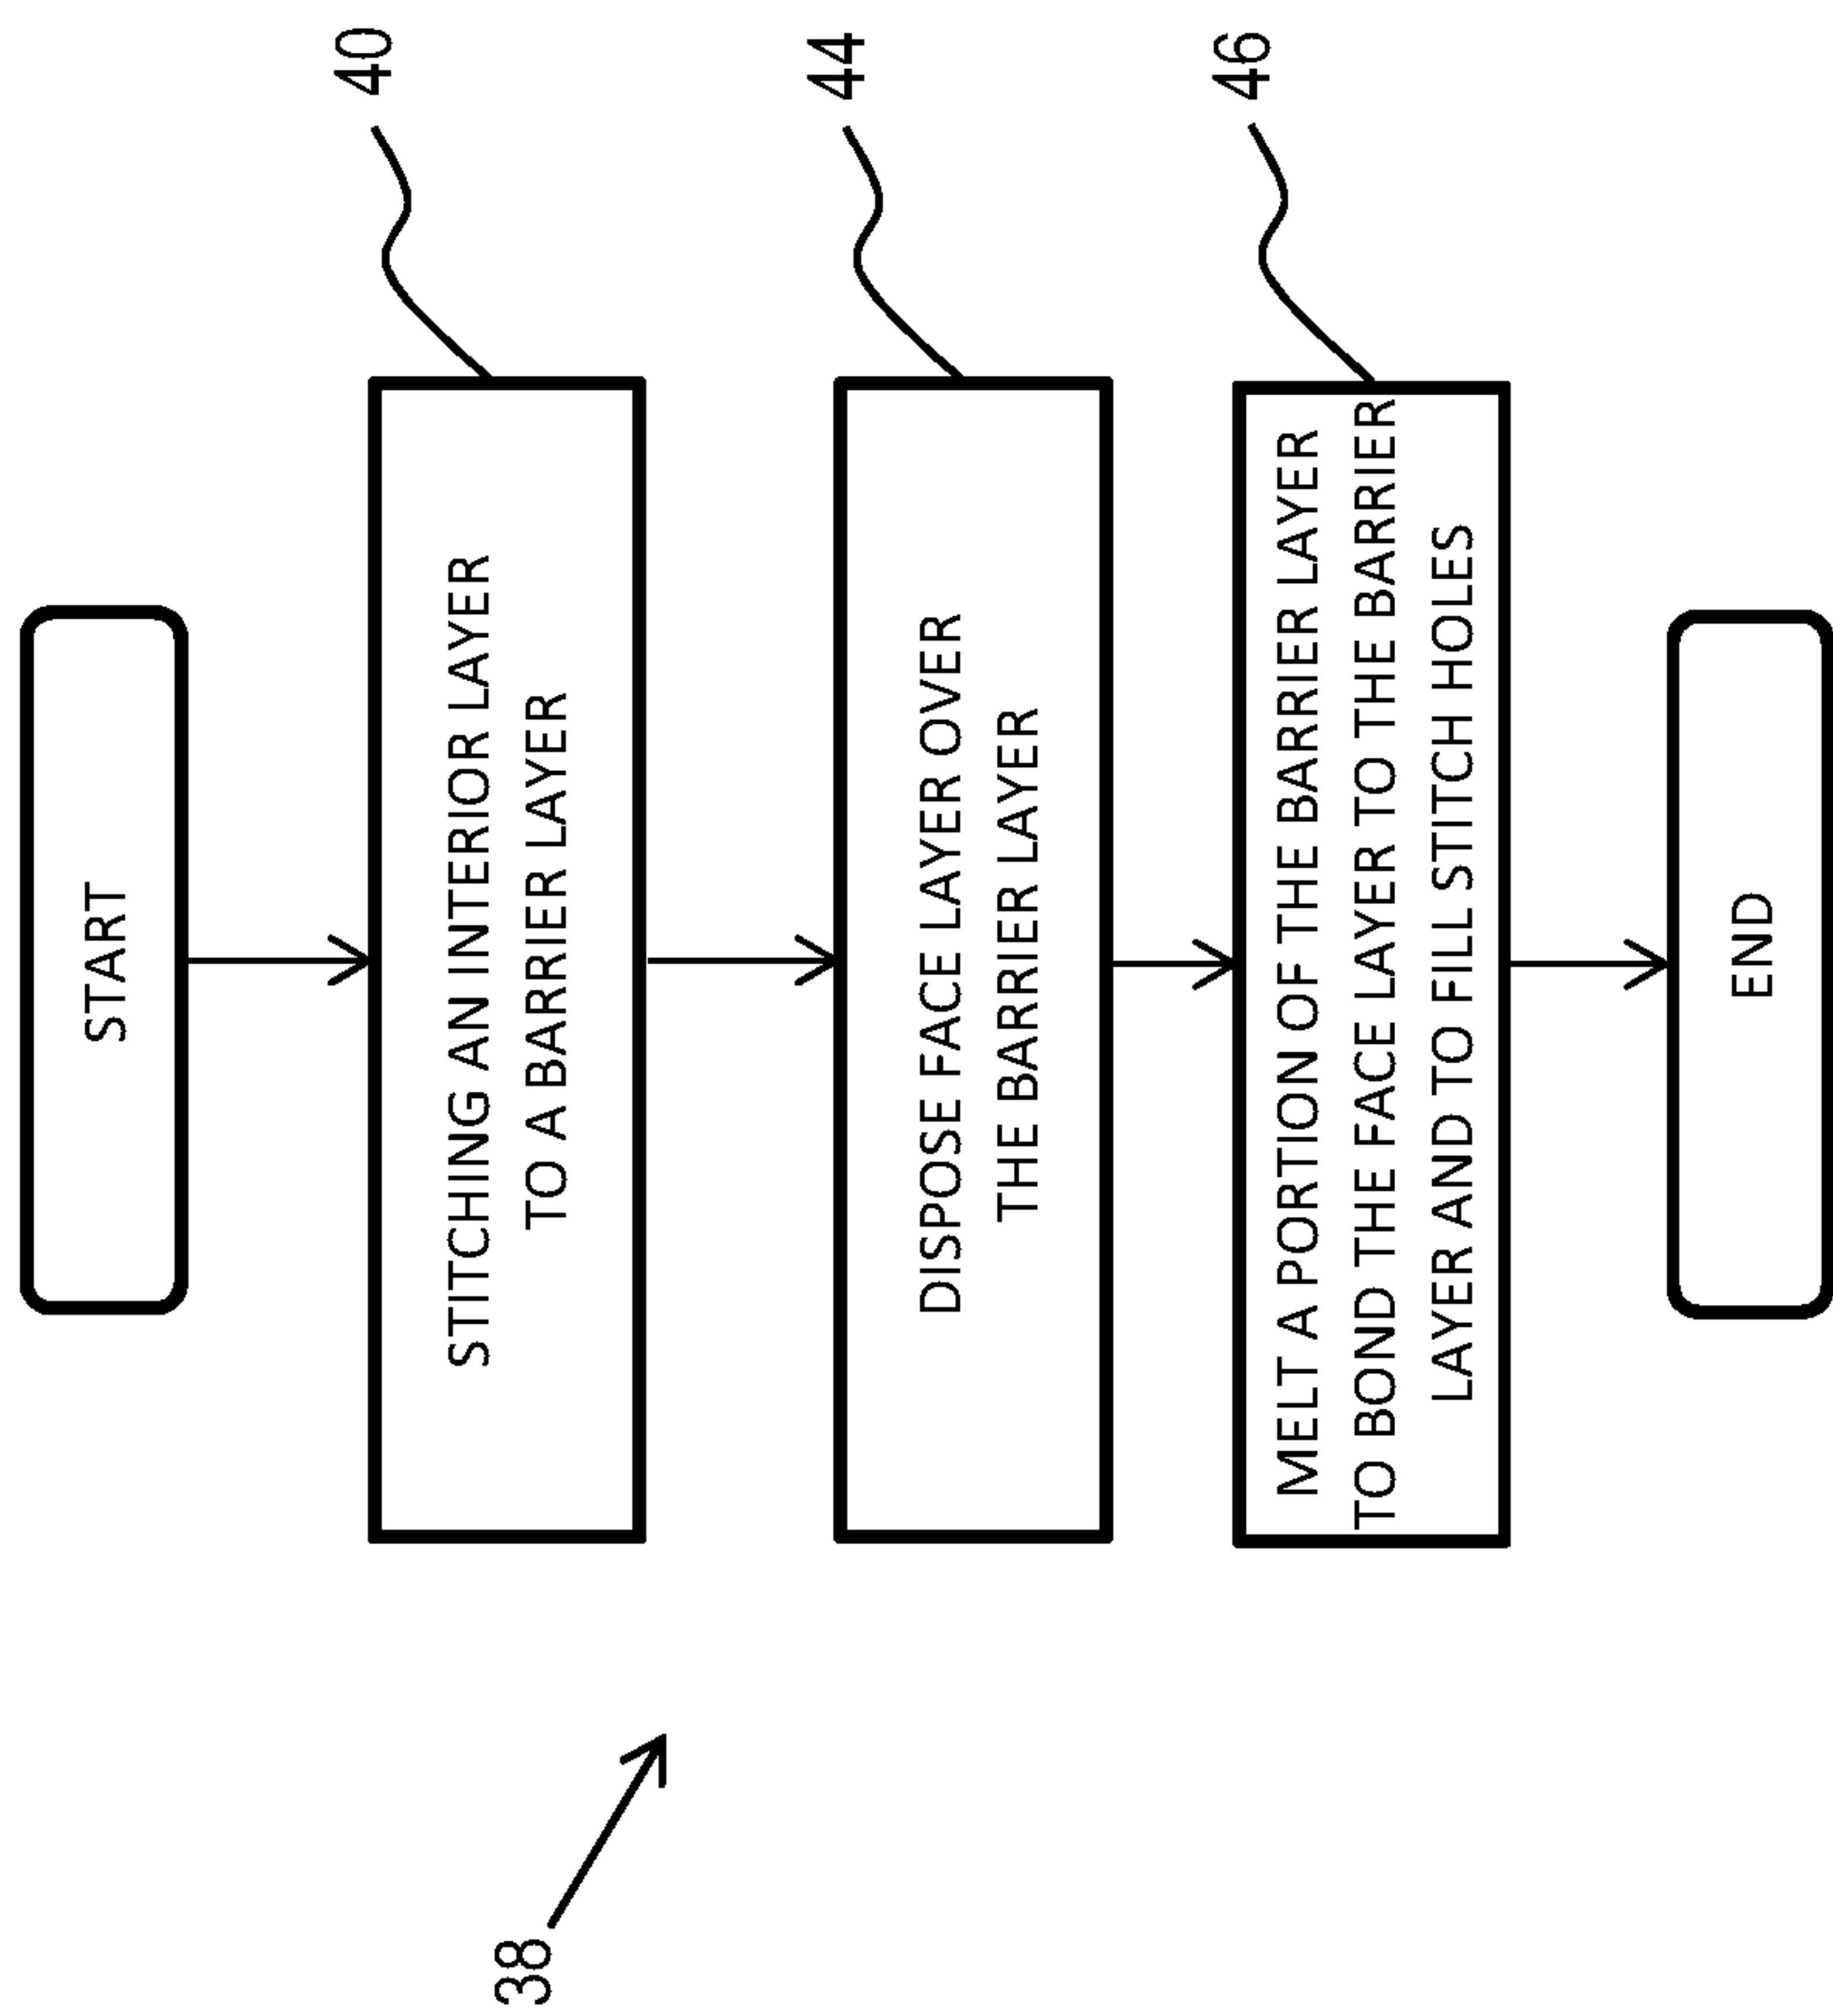 START
40
STITCHING AN INTERIOR LAYER
TO A BARRIER LAYER
44
DISPOSE FACE LAYER OVER
THE BARRIER LAYER
46
MELT A PORTION OF THE BARRIER LAYER
TO BOND THE FACE LAYER TO THE BARRIER
LAYER AND TO FILL STITCH HOLES
END
38